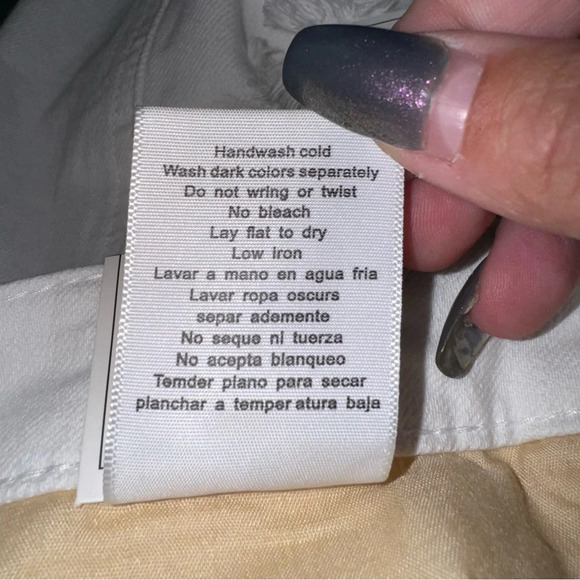 Handwash cold
Wash dark colors separately
Do not wring or twist
No bleach
Lay flat to dry
Low iron
Lavar a mano en agua fria
Lavar ropa oscurs
separ ademente
No seque ni tuerza
No acepta blanqueo
Temder plano para secar
planchar a temper atura baja